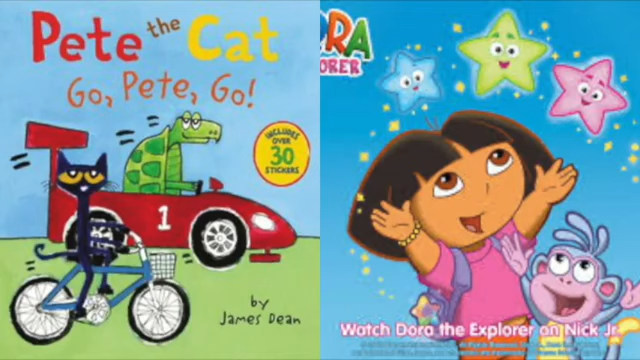 Pete the Cat
Go, Pete, Go!
INCLUDES
OVER
30
STICKERS
1
by
James Dean
RA
ORER
Watch Dora the Explorer on Nick Jr